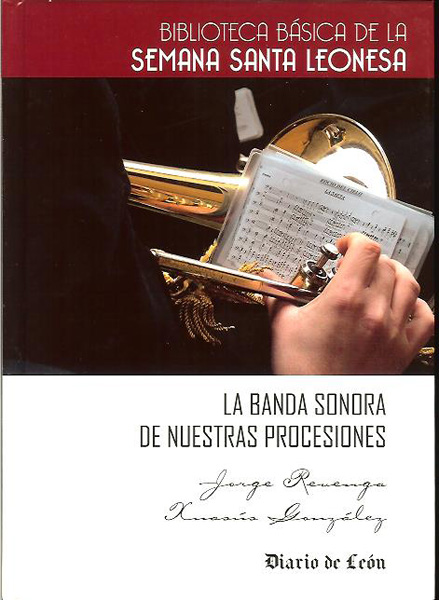 BIBLIOTECA BÁSICA DE LA
SEMANA SANTA LEONESA
LA BANDA SONORA
DE NUESTRAS PROCESIONES
Jorge Revenga
Xuasús González
Diario de León